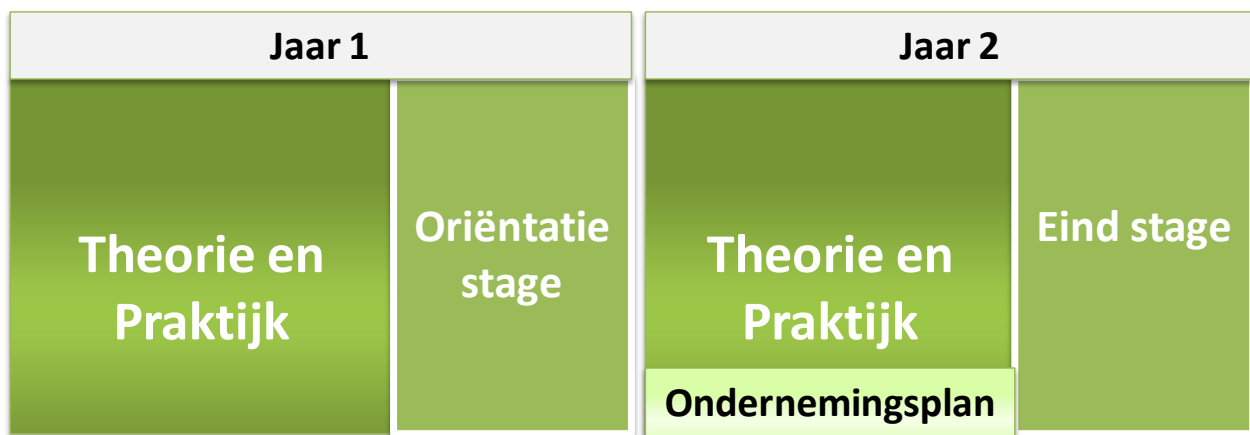 Jaar 1
Jaar 2
Theorie en
Praktijk
Oriëntatie
stage
Theorie en
Praktijk
Eind stage
Ondernemingsplan